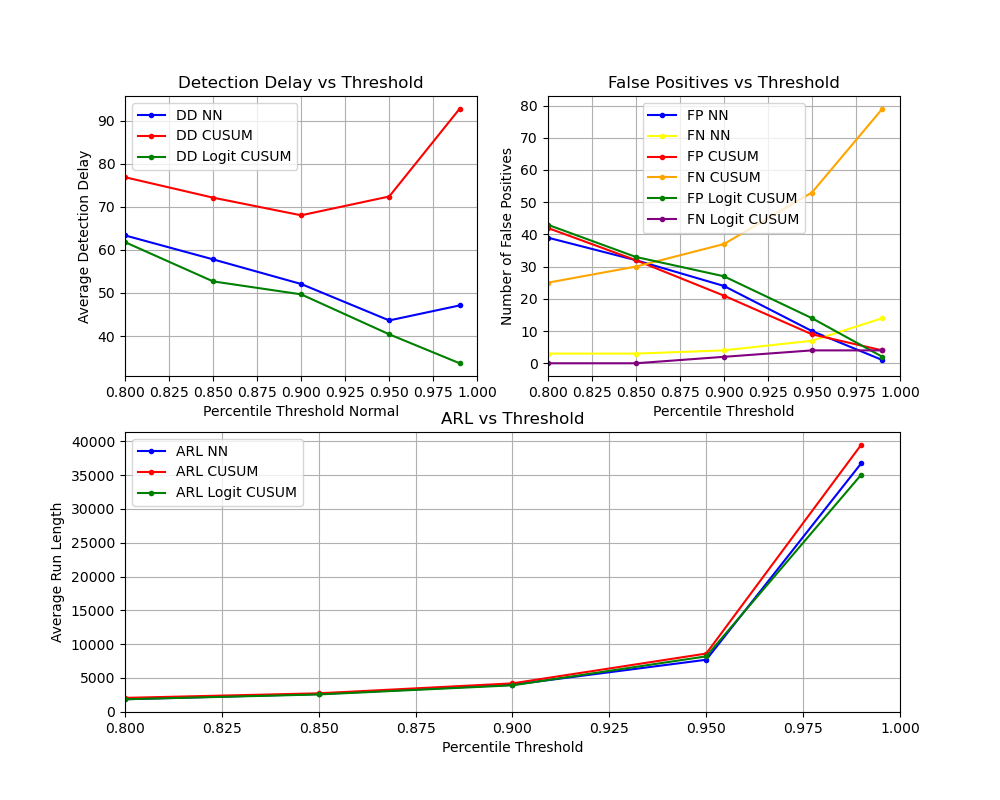 Detection Delay vs Threshold
Average Detection Delay
90
80
70
60
50
40
DD NN
DD CUSUM
DD Logit CUSUM
0.800 0.825 0.850 0.875 0.900 0.925 0.950 0.975 1.000
Percentile Threshold Normal
False Positives vs Threshold
Number of False Positives
80
70
60
50
40
30
20
10
0
FP NN
FN NN
FP CUSUM
FN CUSUM
FP Logit CUSUM
FN Logit CUSUM
0.800 0.825 0.850 0.875 0.900 0.925 0.950 0.975 1.000
Percentile Threshold
ARL vs Threshold
Average Run Length
40000
35000
30000
25000
20000
15000
10000
5000
0
ARL NN
ARL CUSUM
ARL Logit CUSUM
0.800 0.825 0.850 0.875 0.900 0.925 0.950 0.975 1.000
Percentile Threshold